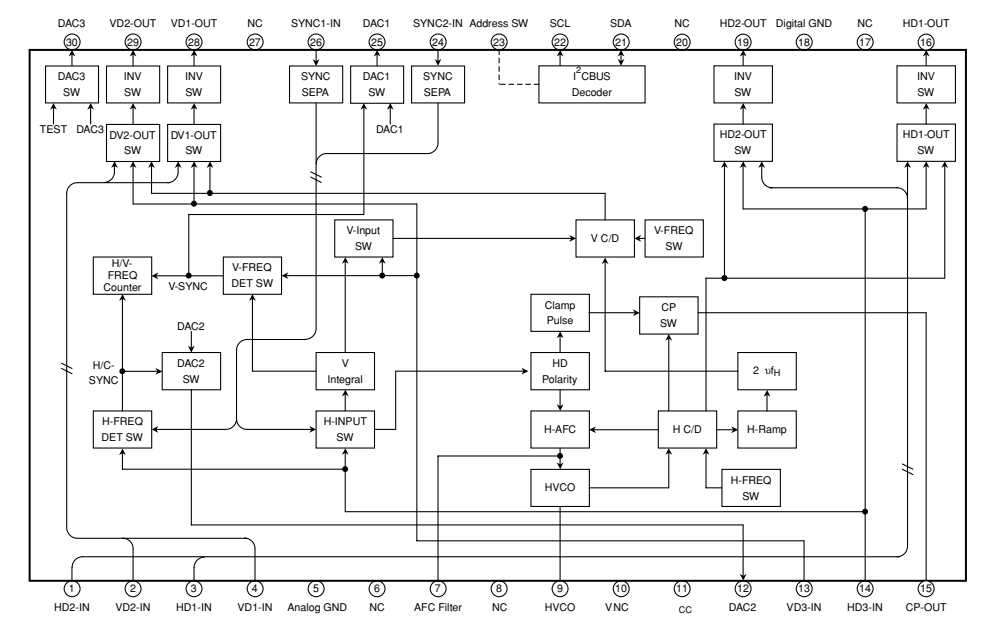 DAC3 VD2-OUT VD1-OUT NC SYNC1-IN DAC1 SYNC2-IN Address SW SCL SDA NC HD2-OUT Digital GND NC HD1-OUT
30 29 28 27 26 25 24 23 22 21 20 19 18 17 16
DAC3 SW
INV SW
INV SW
SYNC SEPA
DAC1 SW
SYNC SEPA
I2CBUS Decoder
INV SW
INV SW
TEST DAC3
DAC1
DV2-OUT SW
DV1-OUT SW
HD2-OUT SW
HD1-OUT SW
V-Input SW
V C/D
V-FREQ SW
H/V-FREQ Counter
V-SYNC
V-FREQ DET SW
Clamp Pulse
CP SW
DAC2
H/C-SYNC
DAC2 SW
V Integral
HD Polarity
2 υfH
H-FREQ DET SW
H-INPUT SW
H-AFC
H C/D
H-Ramp
HVCO
H-FREQ SW
1 2 3 4 5 6 7 8 9 10 11 12 13 14 15
HD2-IN VD2-IN HD1-IN VD1-IN Analog GND NC AFC Filter NC HVCO VNC CC DAC2 VD3-IN HD3-IN CP-OUT